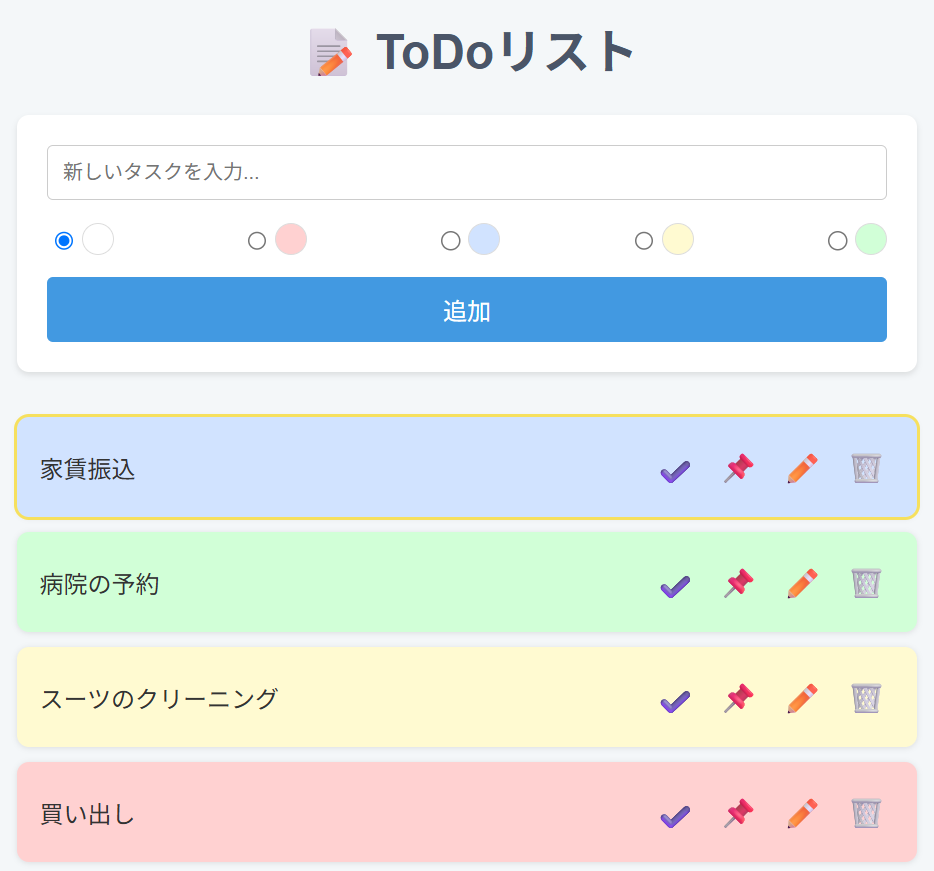 ToDoリスト
新しいタスクを入力...
追加
家賃振込
病院の予約
スーツのクリーニング
買い出し